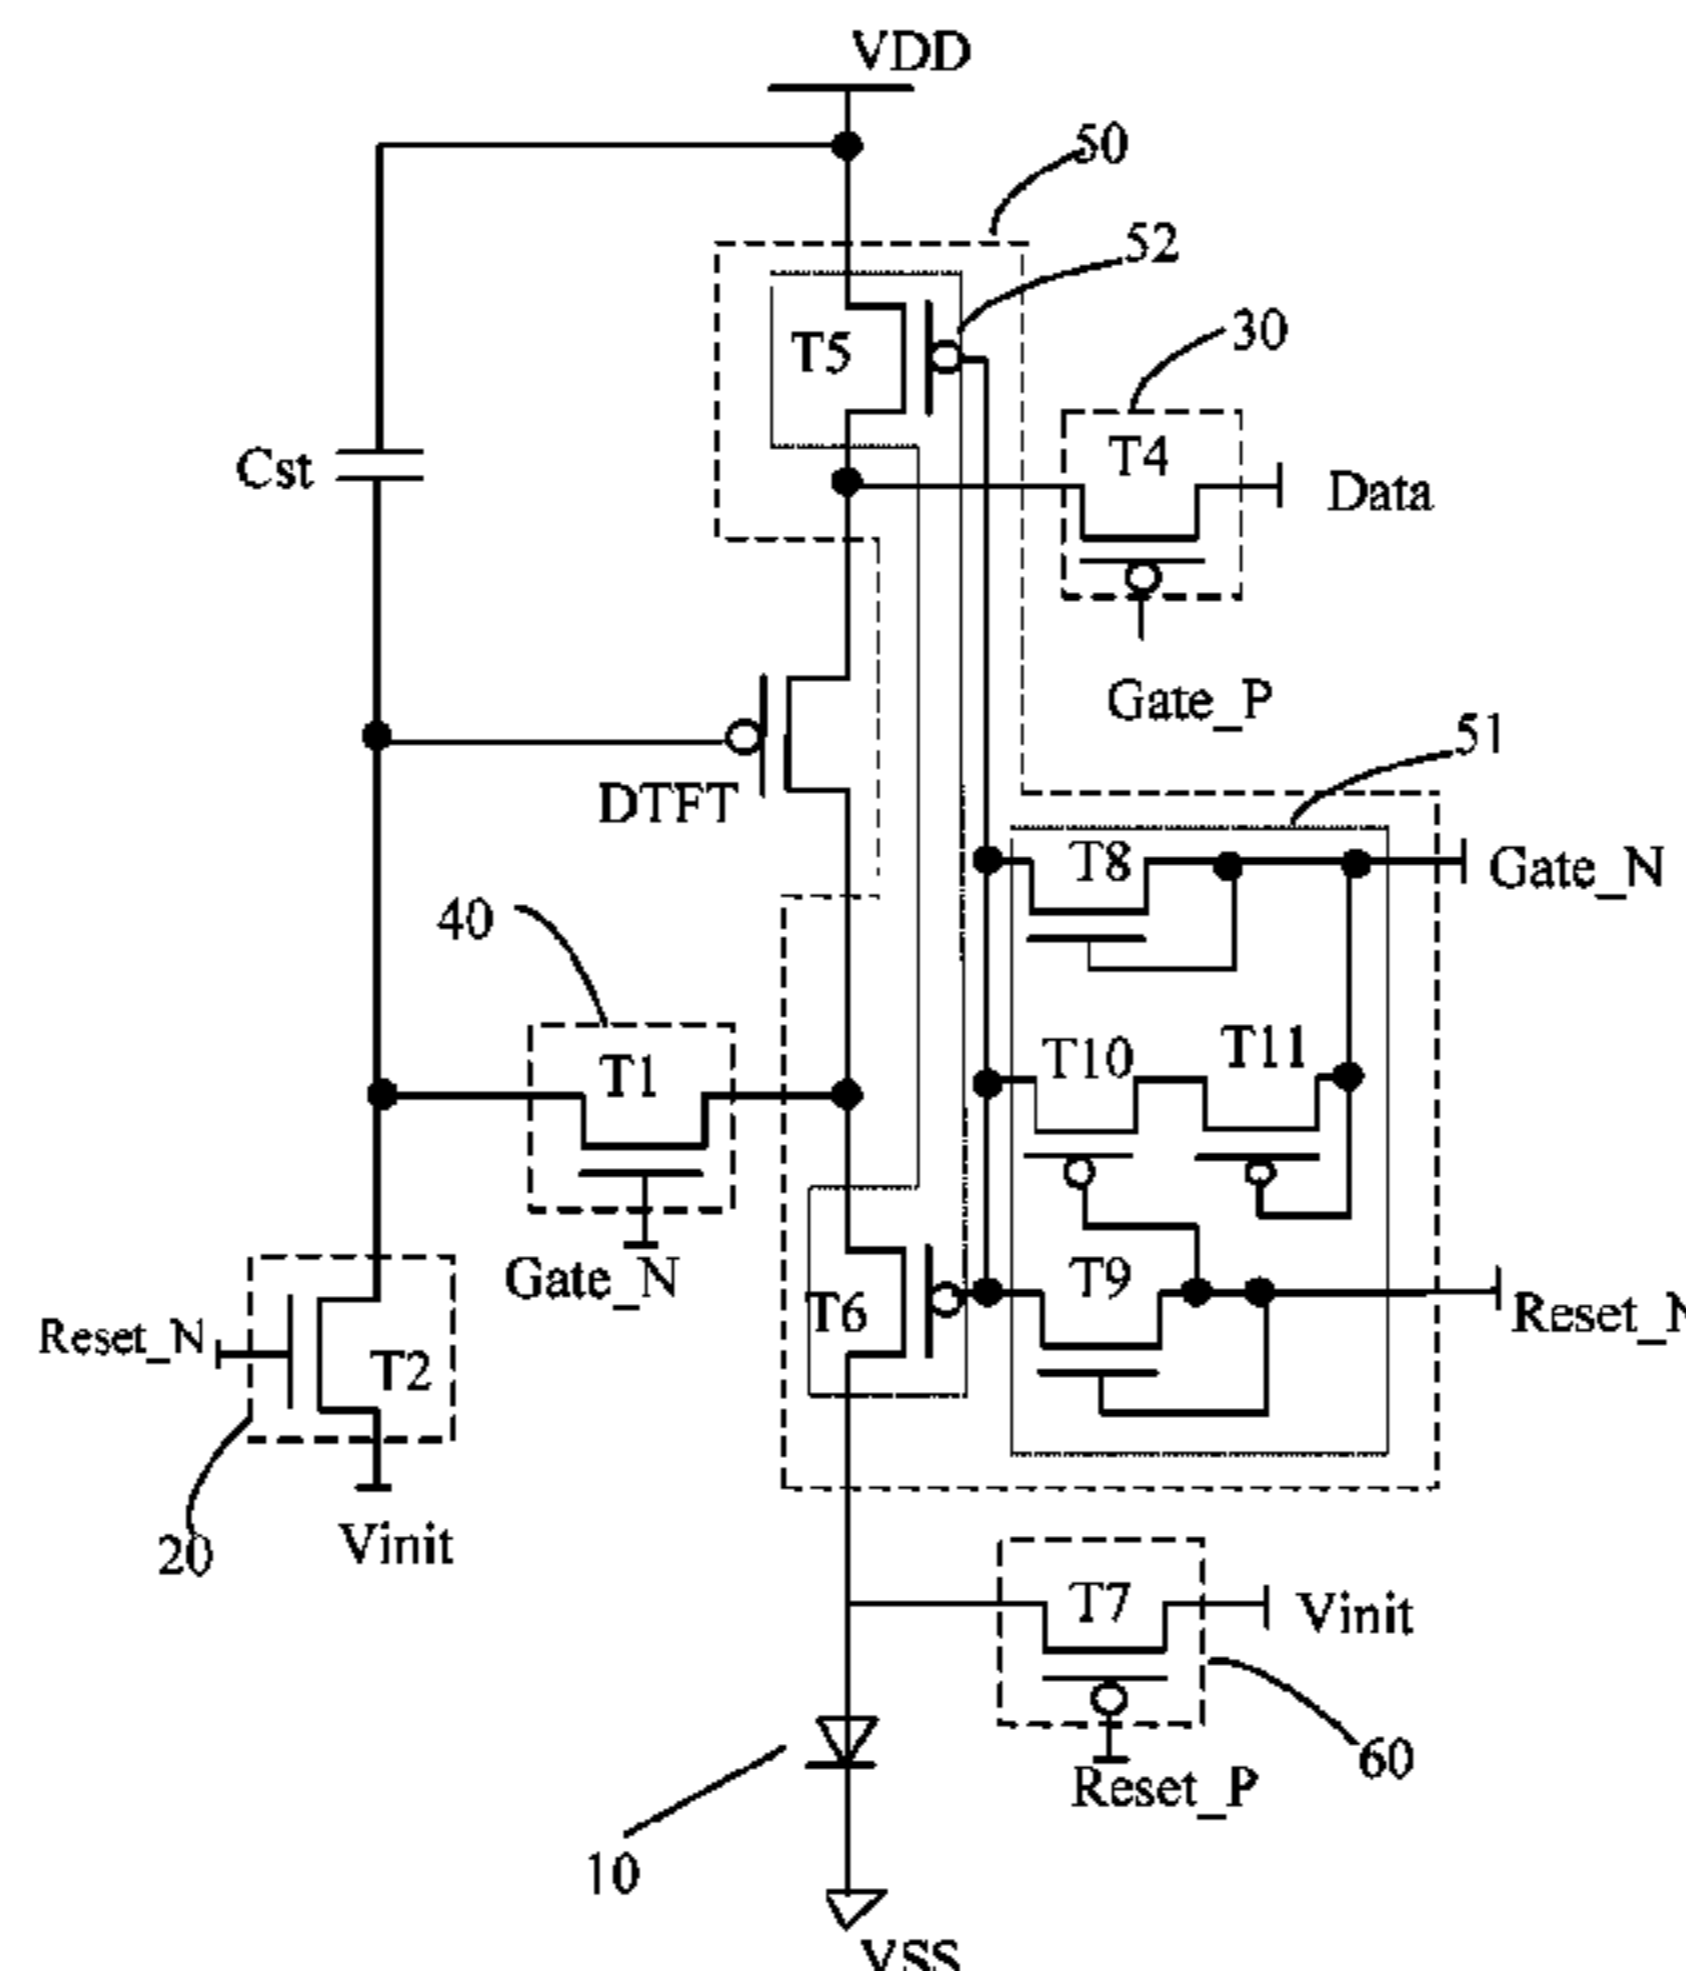 VDD
50
52
T5
30
T4
Cst
Data
Gate_P
51
DTFT
T8
Gate_N
40
T1
T10
T11
Gate_N
T9
T6
Reset_N
Reset_N
T2
20
Vinit
T7
Vinit
60
Reset_P
10
VSS